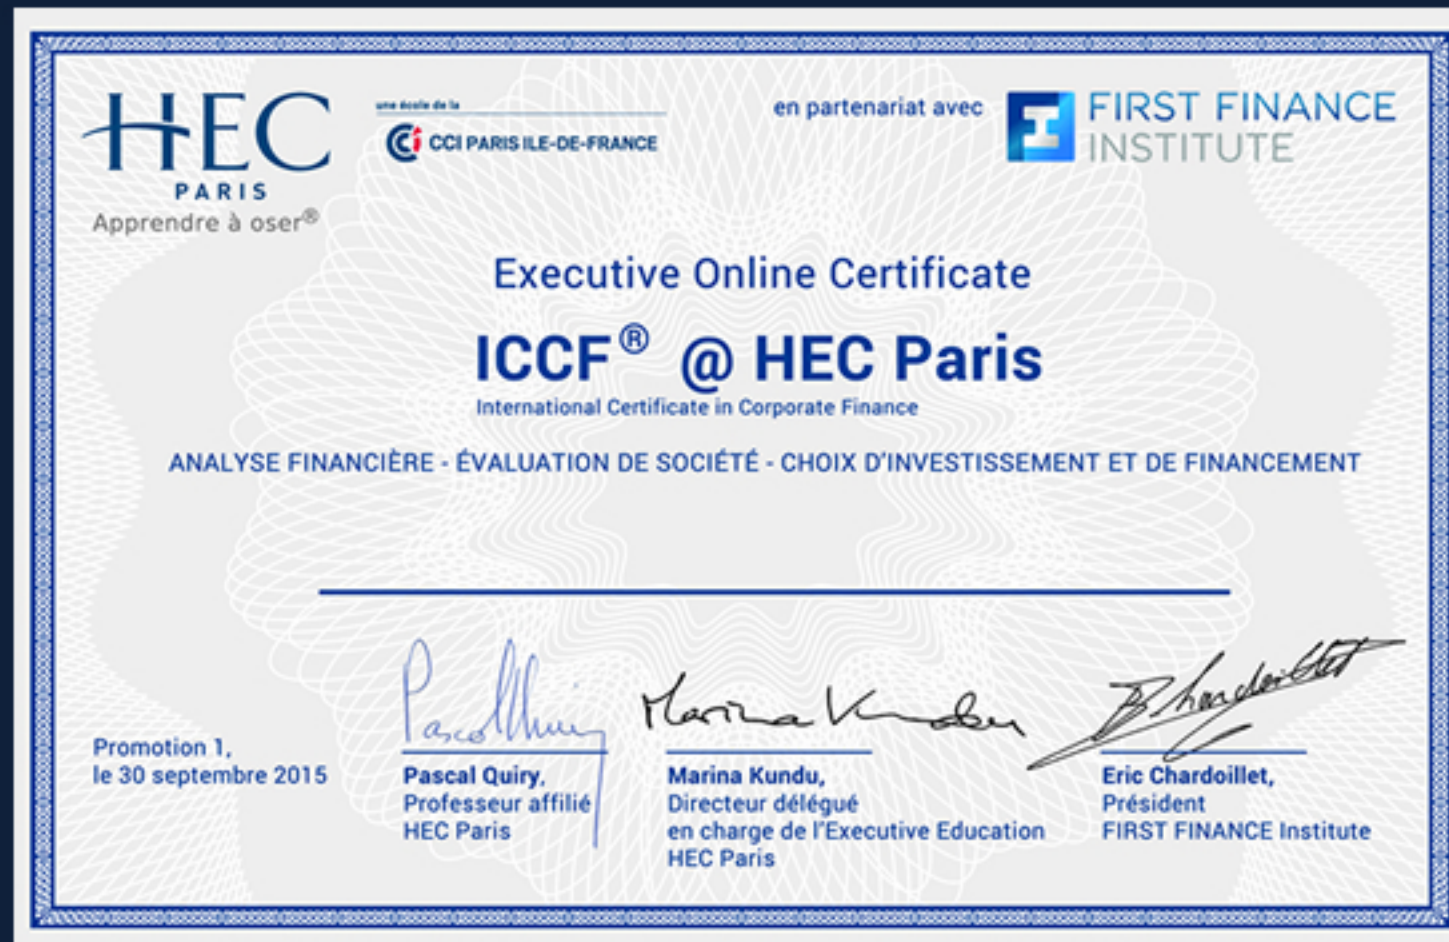 HEC
PARIS
Apprendre à oser®
une école de la
CCI PARIS ILE-DE-FRANCE
en partenariat avec
FIRST FINANCE
INSTITUTE
Executive Online Certificate
ICCF® @ HEC Paris
International Certificate in Corporate Finance
ANALYSE FINANCIÈRE - ÉVALUATION DE SOCIÉTÉ - CHOIX D'INVESTISSEMENT ET DE FINANCEMENT
Promotion 1,
le 30 septembre 2015
Pascal Quiry,
Professeur affilié
HEC Paris
Marina Kundu
Marina Kundu,
Directeur délégué
en charge de l'Executive Education
HEC Paris
Eric Chardoillet,
Président
FIRST FINANCE Institute